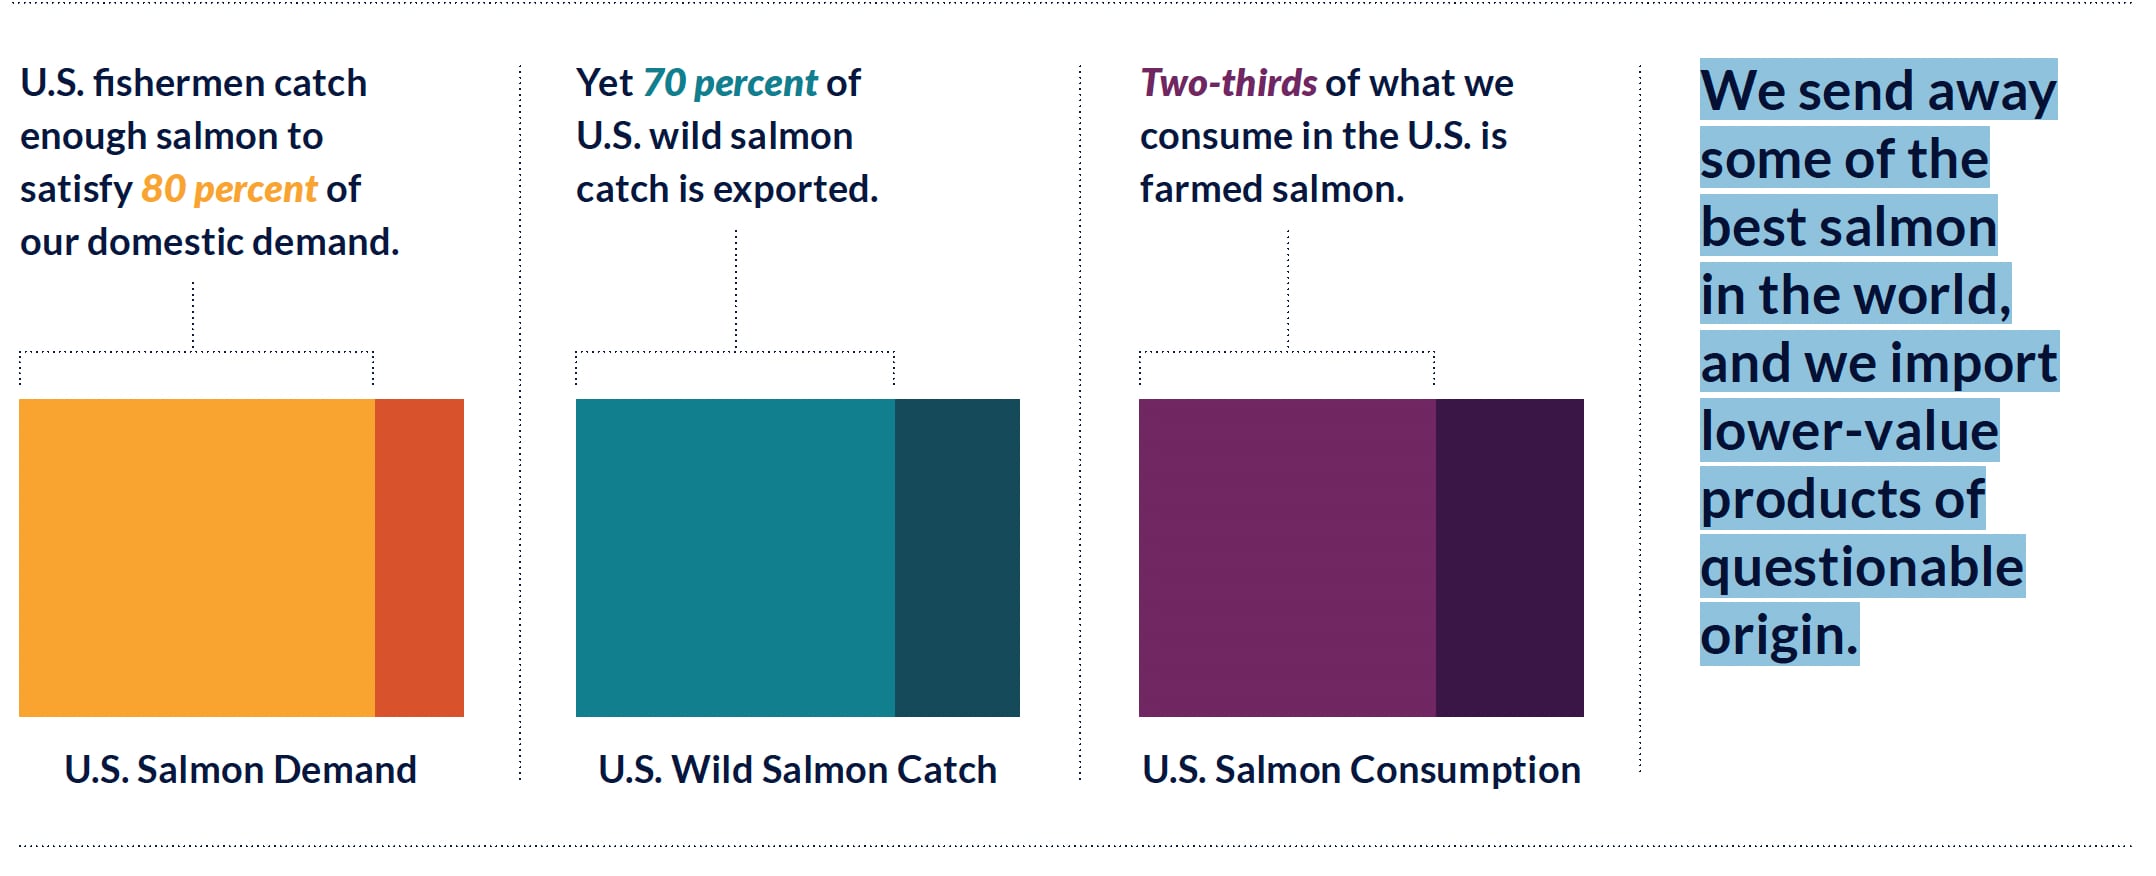 U.S. fishermen catch
enough salmon to
satisfy 80 percent of
our domestic demand.
U.S. Salmon Demand
Yet 70 percent of
U.S. wild salmon
catch is exported.
U.S. Wild Salmon Catch
Two-thirds of what we
consume in the U.S. is
farmed salmon.
U.S. Salmon Consumption
We send away
some of the
best salmon
in the world,
and we import
lower-value
products of
questionable
origin.